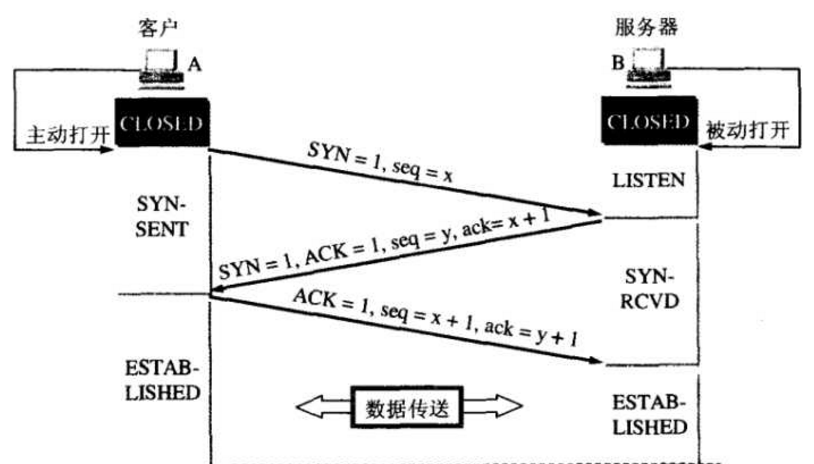 客户
服务器
A
B
CLOSED
CLOSED
主动打开
被动打开
SYN = 1, seq = x
LISTEN
SYN-
SENT
SYN = 1, ACK = 1, seq = y, ack= x + 1
SYN-
RCVD
ACK = 1, seq = x + 1, ack = y + 1
ESTAB-
LISHED
数据传送
ESTAB-
LISHED